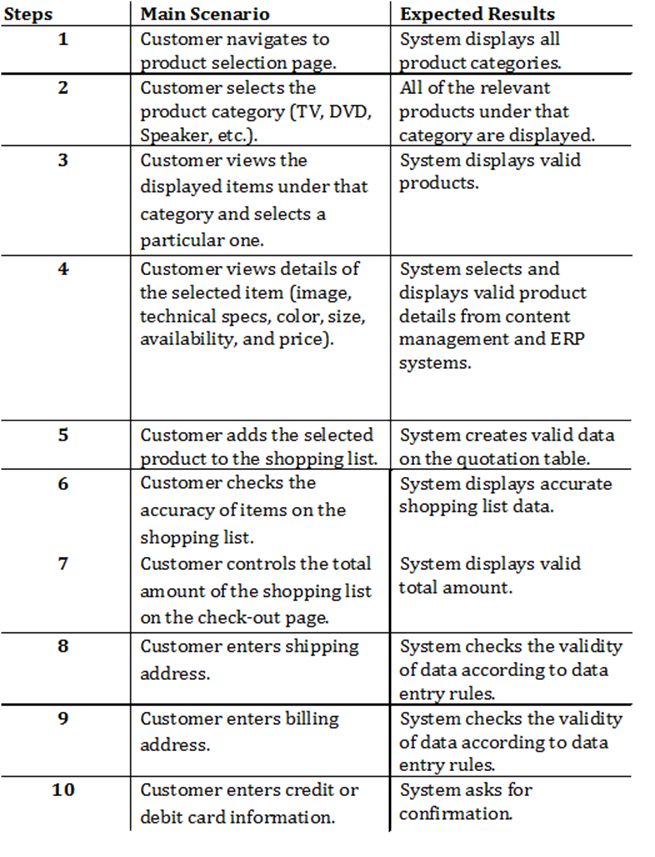 Steps Main Scenario Expected Results
1 Customer navigates to System displays all
product selection page. product categories.
2 Customer selects the All of the relevant
product category (TV, DVD, products under that
Speaker, etc.). category are displayed.
3 Customer views the System displays valid
displayed items under that products.
category and selects a
particular one.
4 Customer views details of System selects and
the selected item (image, displays valid product
technical specs, color, size, details from content
availability, and price). management and ERP
systems.
5 Customer adds the selected System creates valid data
product to the shopping list. on the quotation table.
6 Customer checks the System displays accurate
accuracy of items on the shopping list data.
shopping list.
7 Customer controls the total System displays valid
amount of the shopping list total amount.
on the check-out page.
8 Customer enters shipping System checks the validity
address. of data according to data
entry rules.
9 Customer enters billing System checks the validity
address. of data according to data
entry rules.
10 Customer enters credit or System asks for
debit card information. confirmation.